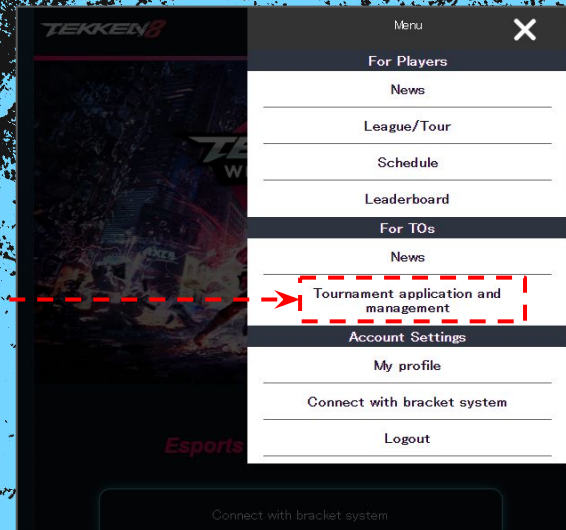 TEKKEN8
Menu
For Players
News
League/Tour
Schedule
Leaderboard
For TOs
News
Tournament application and
management
Account Settings
My profile
Connect with bracket system
Logout
Esports
Connect with bracket system